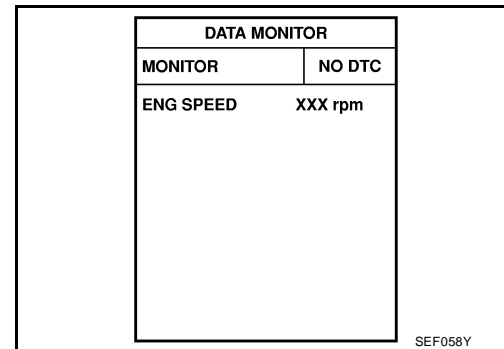 DATA MONITOR
MONITOR NO DTC
ENG SPEED XXX rpm
SEF058Y